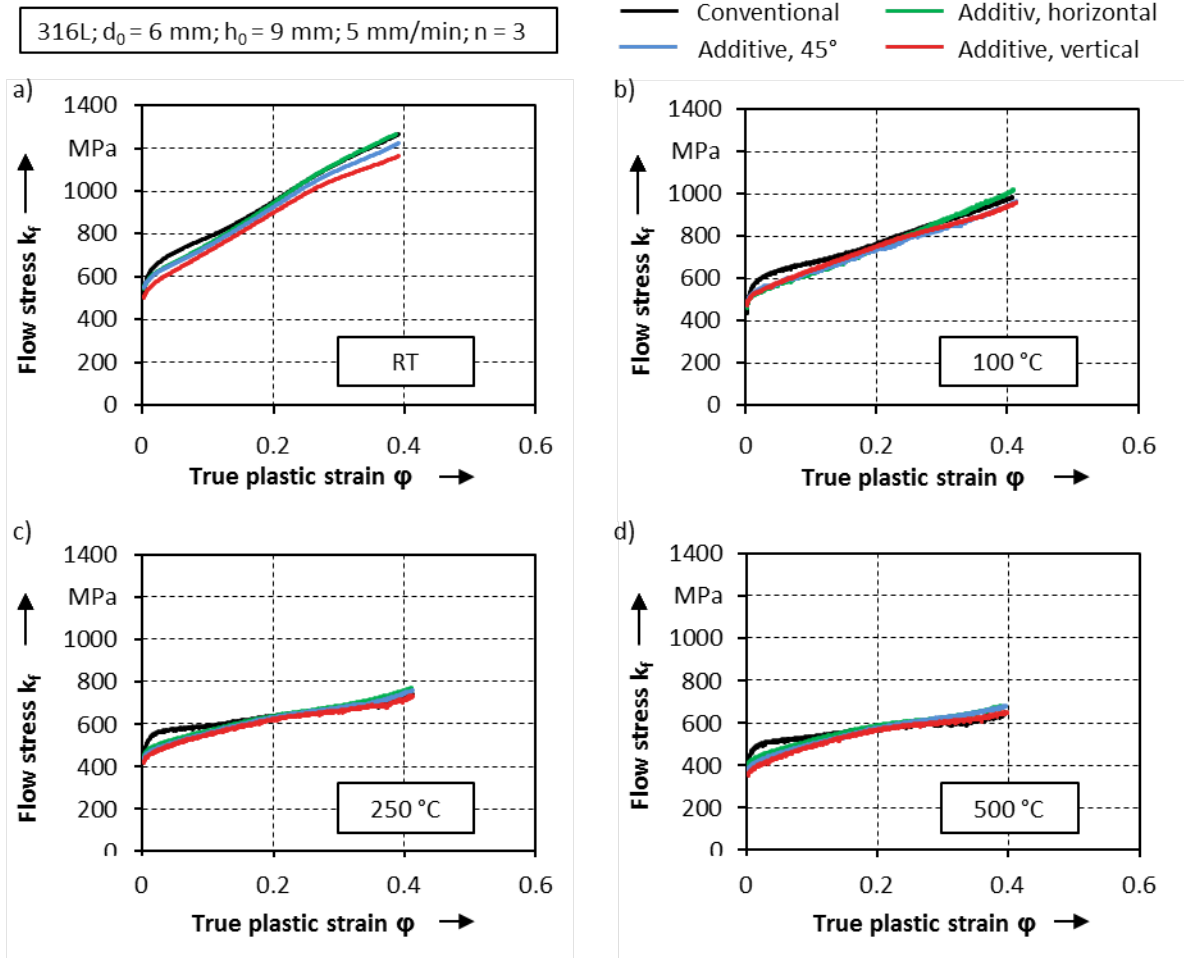 316L; d₀ = 6 mm; h₀ = 9 mm; 5 mm/min; n = 3
Conventional
Additiv, horizontal
Additive, 45°
Additive, vertical
a)
1400
MPa
1000
800
600
400
200
0
Flow stress k_f
RT
0 0.2 0.4 0.6
True plastic strain φ
b)
1400
MPa
1000
800
600
400
200
0
Flow stress k_f
100 °C
0 0.2 0.4 0.6
True plastic strain φ
c)
1400
MPa
1000
800
600
400
200
0
Flow stress k_f
250 °C
0 0.2 0.4 0.6
True plastic strain φ
d)
1400
MPa
1000
800
600
400
200
0
Flow stress k_f
500 °C
0 0.2 0.4 0.6
True plastic strain φ